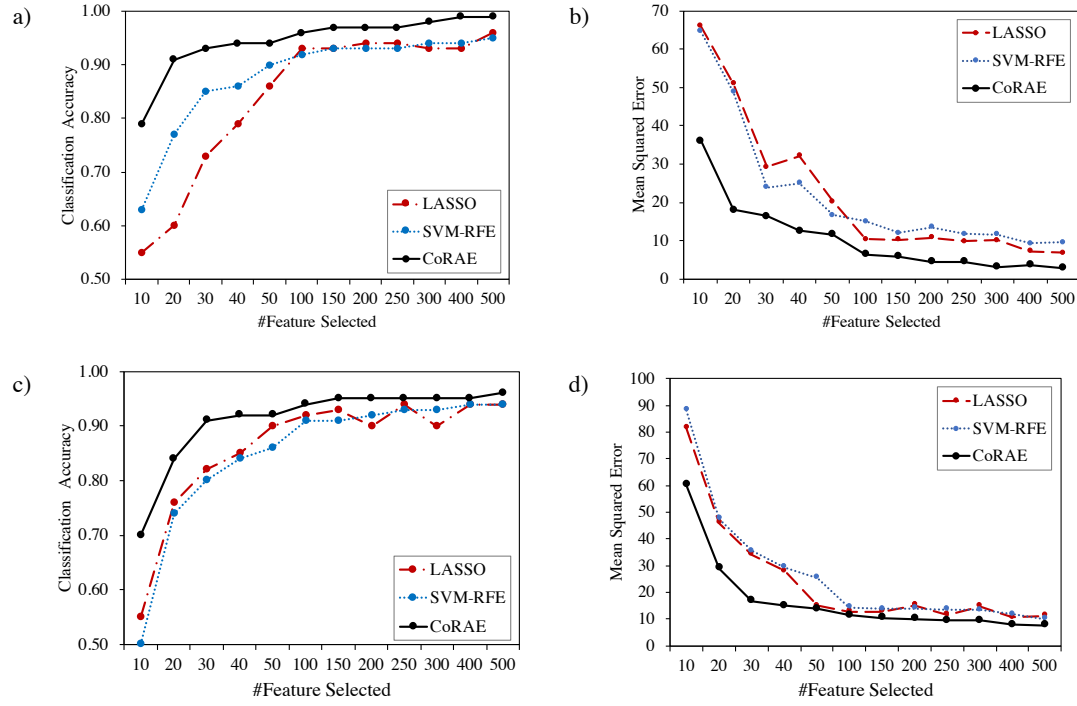 a)
1.00
0.90
0.80
0.70
0.60
0.50
Classification Accuracy
LASSO
SVM-RFE
CoRAE
10 20 30 40 50 100 150 200 250 300 400 500
#Feature Selected
b)
70
60
50
40
30
20
10
0
Mean Squared Error
LASSO
SVM-RFE
CoRAE
10 20 30 40 50 100 150 200 250 300 400 500
#Feature Selected
c)
1.00
0.90
0.80
0.70
0.60
0.50
Classification Accuracy
LASSO
SVM-RFE
CoRAE
10 20 30 40 50 100 150 200 250 300 400 500
#Feature Selected
d)
100
90
80
70
60
50
40
30
20
10
0
Mean Squared Error
LASSO
SVM-RFE
CoRAE
10 20 30 40 50 100 150 200 250 300 400 500
#Feature Selected